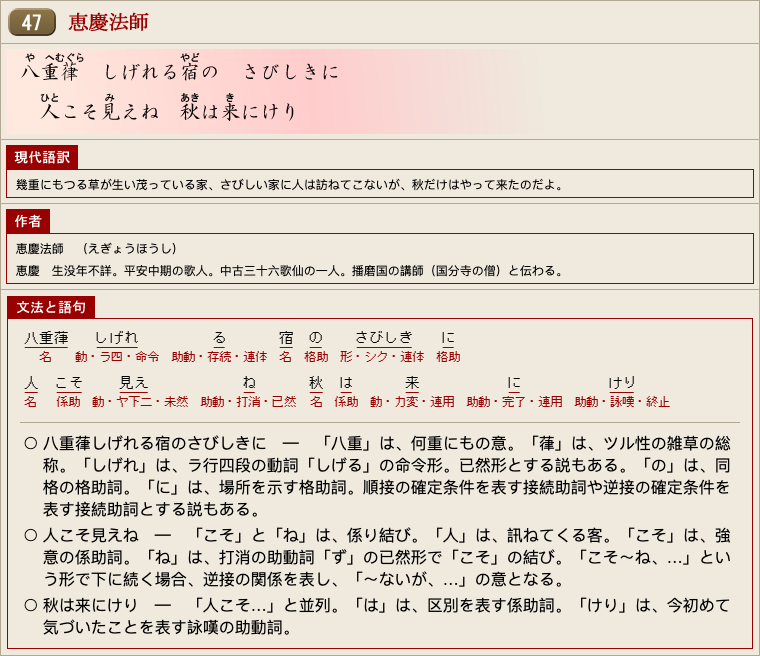 47 恵慶法師
や へむぐら やど
八重葎 しげれる宿の さびしきに
ひと み あき き
人こそ見えね 秋は来にけり
現代語訳
幾重にもつる草が生い茂っている家、さびしい家に人は訪ねてこないが、秋だけはやって来たのだよ。
作者
恵慶法師 (えぎょうほうし)
恵慶 生没年不詳。平安中期の歌人。中古三十六歌仙の一人。播磨国の講師(国分寺の僧)と伝わる。
文法と語句
八重葎 しげれ る 宿 の さびしき に
名 動・ラ四・命令 助動・存続・連体 名 格助 形・シク・連体 格助
人 こそ 見え ね 秋 は 来 に けり
名 係助 動・ヤ下二・未然 助動・打消・已然 名 係助 動・カ変・連用 助動・完了・連用 助動・詠嘆・終止
○ 八重葎しげれる宿のさびしきに ― 「八重」は、何重にもの意。「葎」は、ツル性の雑草の総
称。「しげれ」は、ラ行四段の動詞「しげる」の命令形。已然形とする説もある。「の」は、同
格の格助詞。「に」は、場所を示す格助詞。順接の確定条件を表す接続助詞や逆接の確定条件を
表す接続助詞とする説もある。
○ 人こそ見えね ― 「こそ」と「ね」は、係り結び。「人」は、訊ねてくる客。「こそ」は、強
意の係助詞。「ね」は、打消の助動詞「ず」の已然形で「こそ」の結び。「こそ~ね、…」とい
う形で下に続く場合、逆接の関係を表し、「~ないが、…」の意となる。
○ 秋は来にけり ― 「人こそ…」と並列。「は」は、区別を表す係助詞。「けり」は、今初めて
気づいたことを表す詠嘆の助動詞。